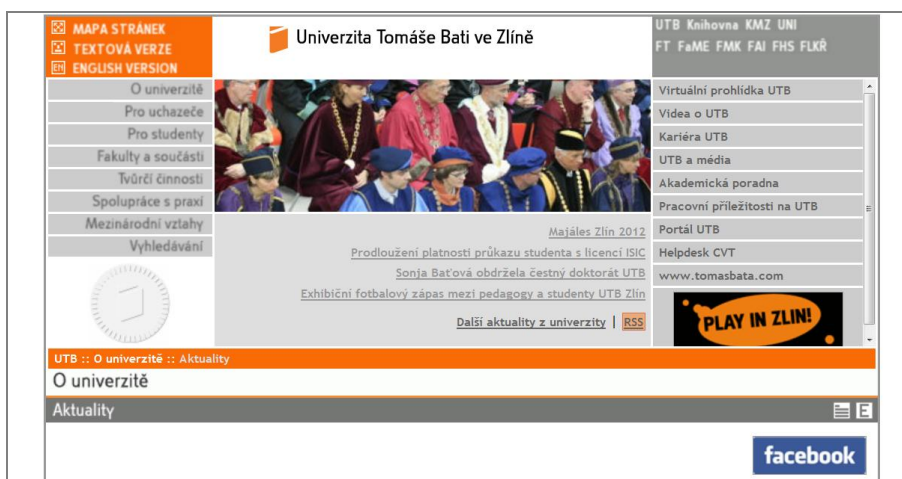 MAPA STRÁNEK
TEXTOVÁ VERZE
EN ENGLISH VERSION
Univerzita Tomáše Bati ve Zlíně
UTB Knihovna KMZ UNI
FT FaME FMK FAI FHS FLKŘ
O univerzitě
Pro uchazeče
Pro studenty
Fakulty a součásti
Tvůrčí činnosti
Spolupráce s praxí
Mezinárodní vztahy
Vyhledávání
Majáles Zlín 2012
Prodloužení platnosti průkazu studenta s licencí ISIC
Sonja Baťová obdržela čestný doktorát UTB
Exhibiční fotbalový zápas mezi pedagogy a studenty UTB Zlín
Další aktuality z univerzity | RSS
Virtuální prohlídka UTB
Videa o UTB
Kariéra UTB
UTB a média
Akademická poradna
Pracovní příležitosti na UTB
Portál UTB
Helpdesk CVT
www.tomasbata.com
PLAY IN ZLIN!
UTB :: O univerzitě :: Aktuality
O univerzitě
Aktuality
E
facebook